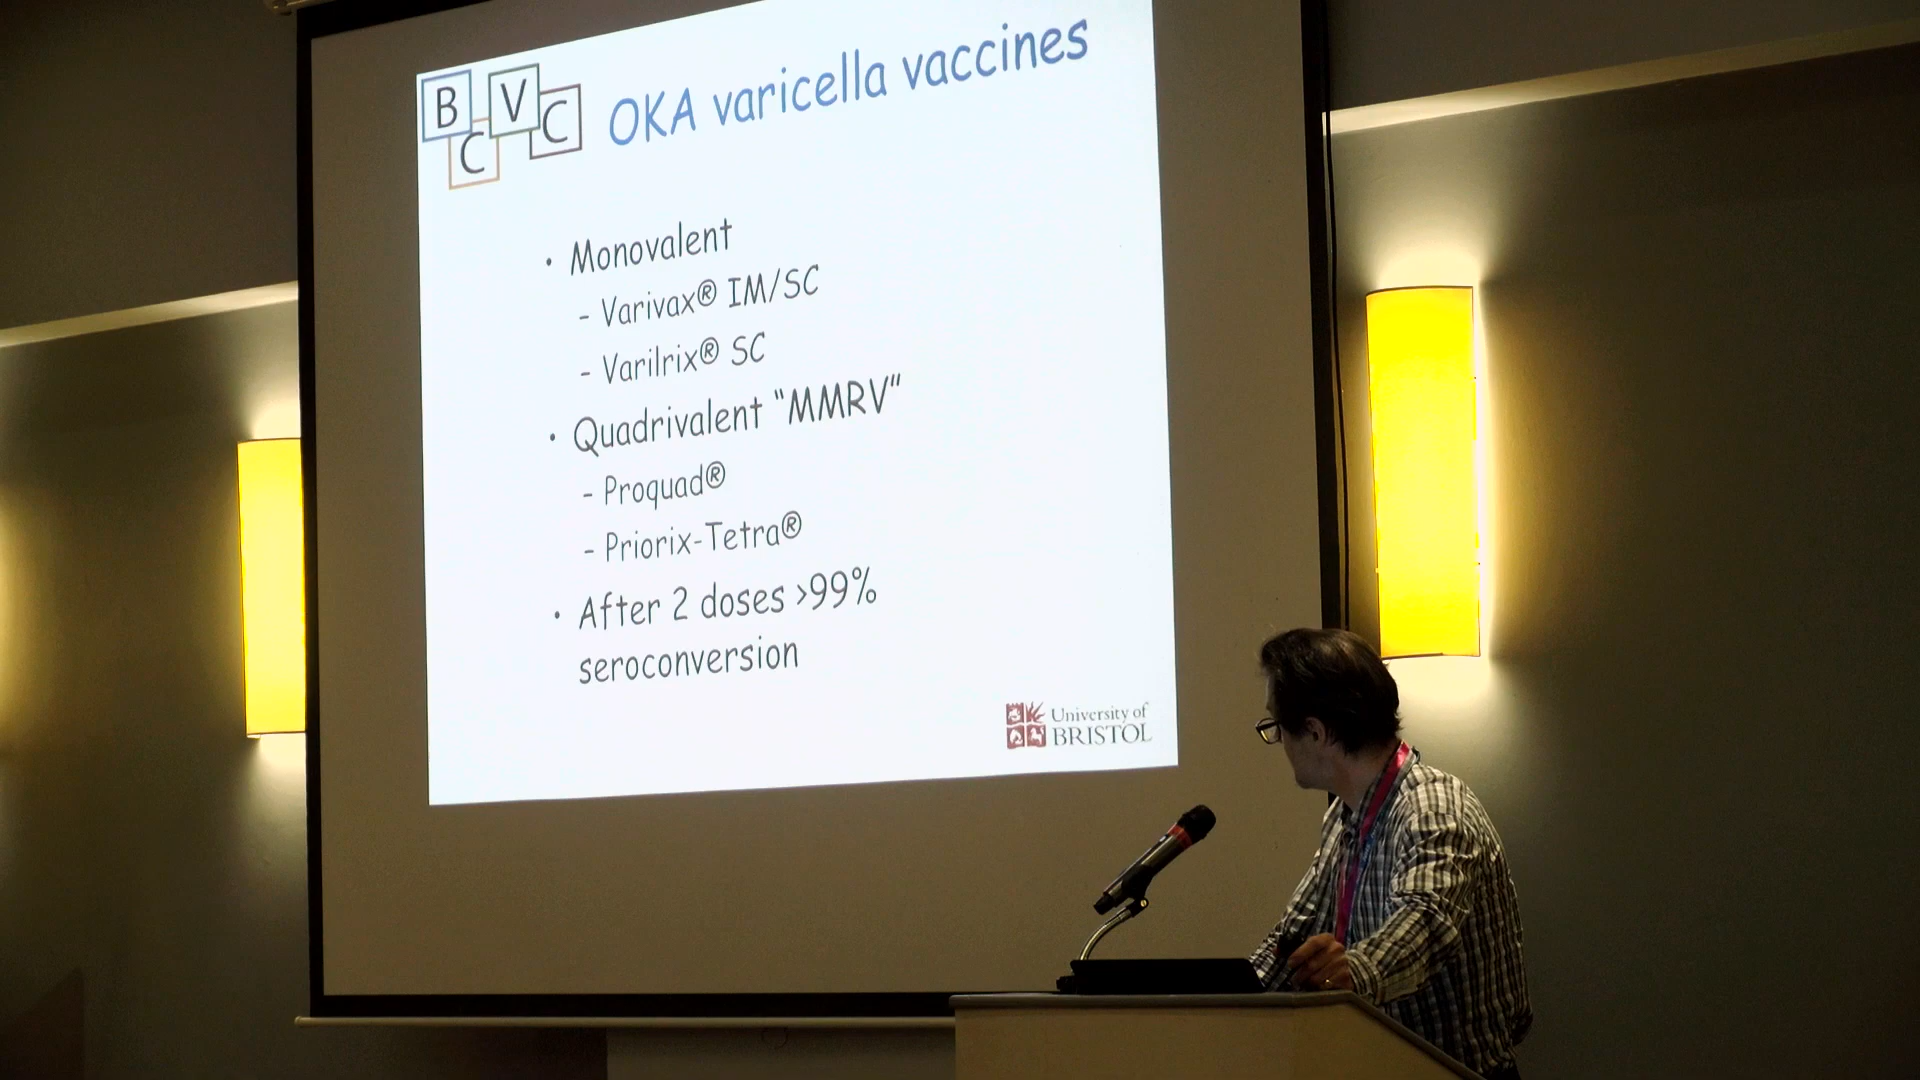 B C V C
OKA varicella vaccines
• Monovalent
- Varivax® IM/SC
- Varilrix® SC
• Quadrivalent "MMRV"
- Proquad®
- Priorix-Tetra®
• After 2 doses >99%
seroconversion
University of
BRISTOL